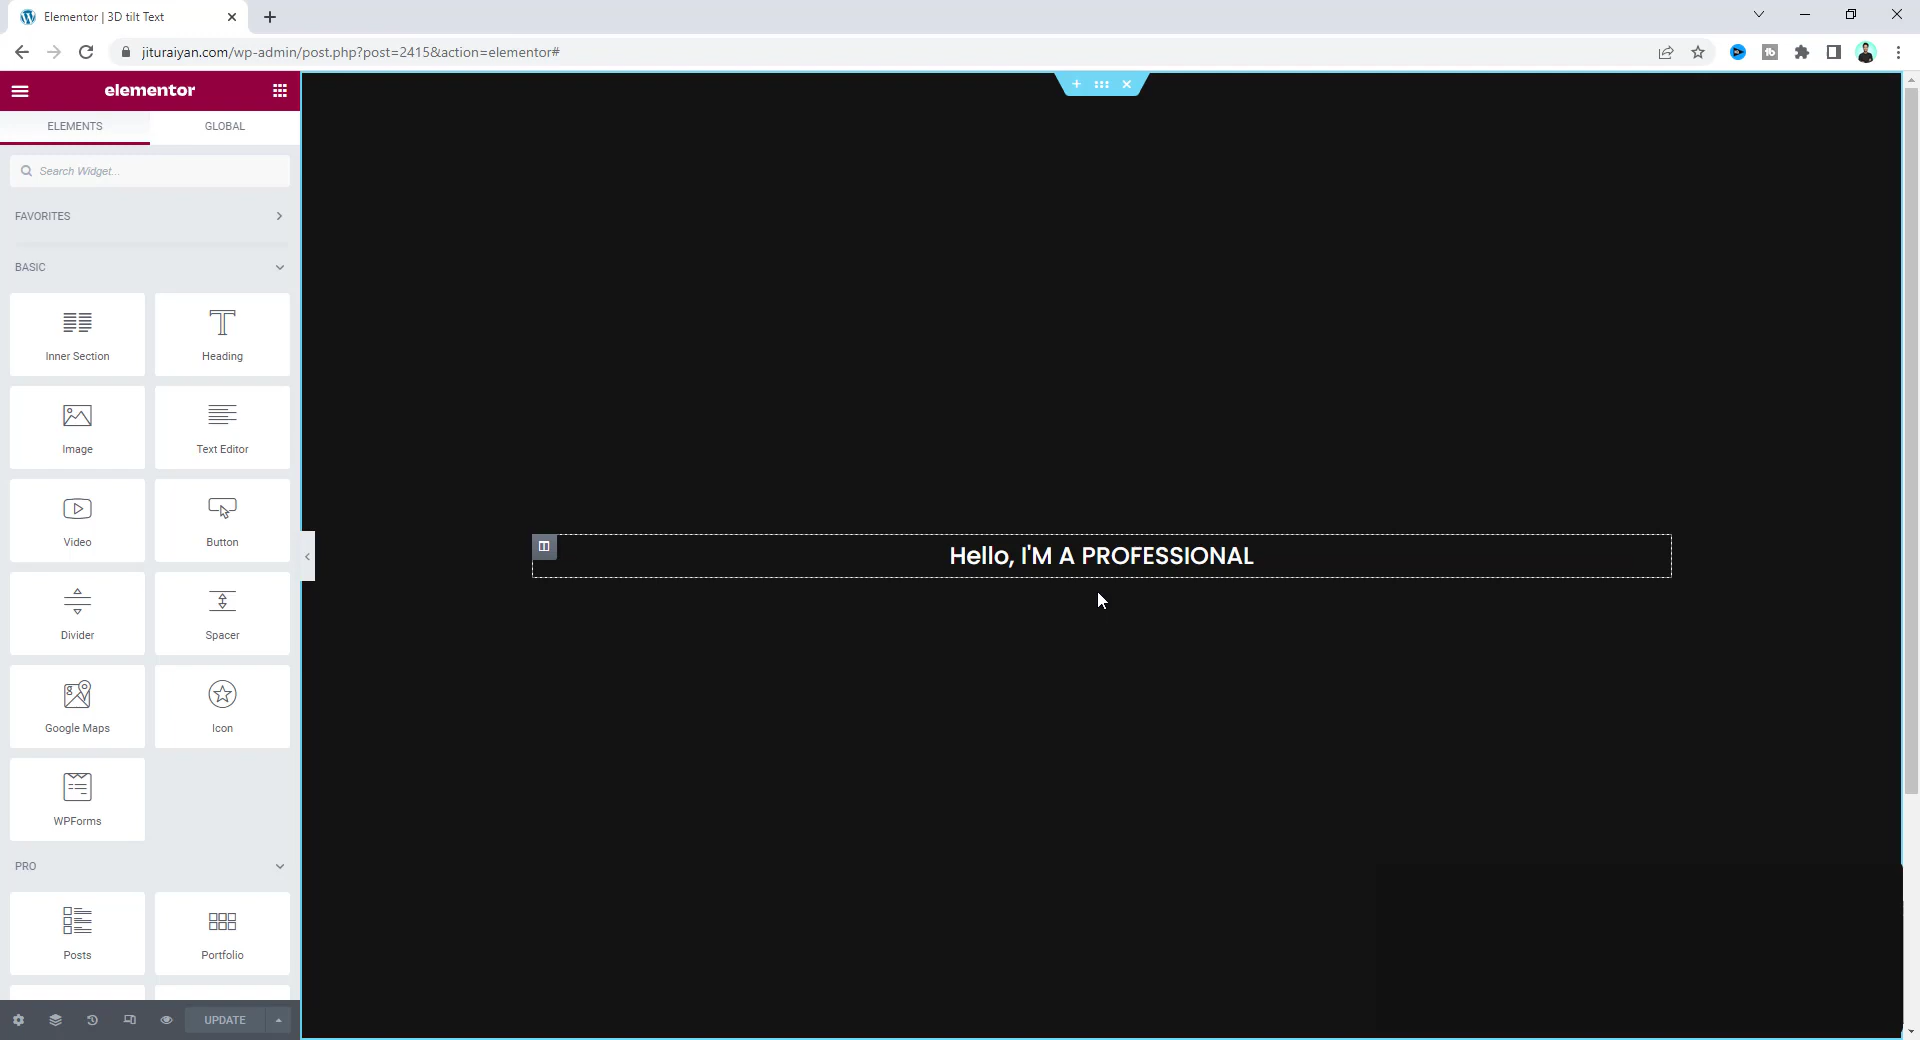 Elementor | 3D tilt Text
jituraiyan.com/wp-admin/post.php?post=2415&action=elementor#
elementor
ELEMENTS GLOBAL
Search Widget...
FAVORITES
BASIC
Inner Section Heading
Image Text Editor
Video Button
Divider Spacer
Google Maps Icon
WPForms
PRO
Posts Portfolio
UPDATE
Hello, I'M A PROFESSIONAL